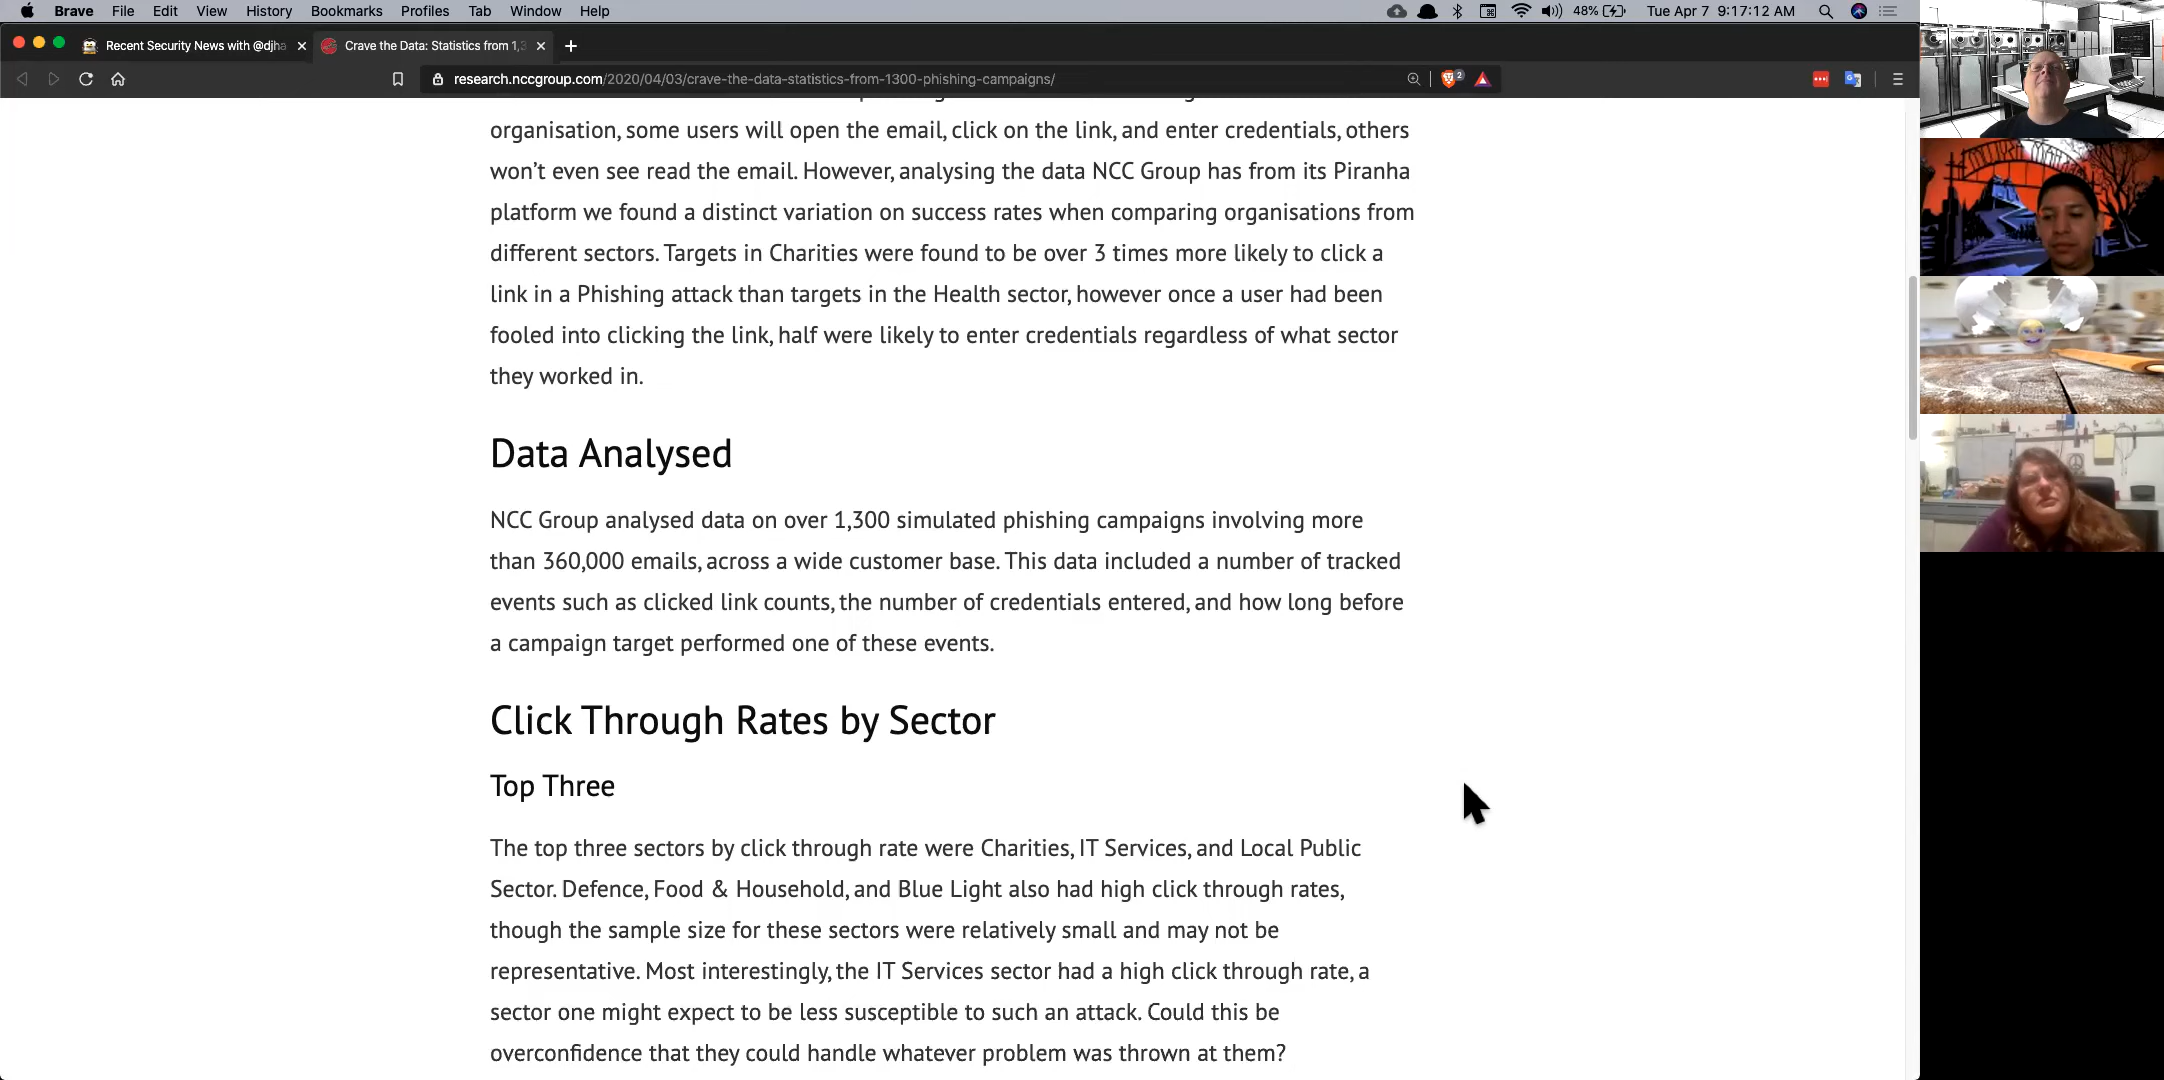 Brave File Edit View History Bookmarks Profiles Tab Window Help 48% Tue Apr 7 9:17:12 AM
Recent Security News with @djha Crave the Data: Statistics from 1,3
research.nccgroup.com/2020/04/03/crave-the-data-statistics-from-1300-phishing-campaigns/ 2
organisation, some users will open the email, click on the link, and enter credentials, others
won’t even see read the email. However, analysing the data NCC Group has from its Piranha
platform we found a distinct variation on success rates when comparing organisations from
different sectors. Targets in Charities were found to be over 3 times more likely to click a
link in a Phishing attack than targets in the Health sector, however once a user had been
fooled into clicking the link, half were likely to enter credentials regardless of what sector
they worked in.
Data Analysed
NCC Group analysed data on over 1,300 simulated phishing campaigns involving more
than 360,000 emails, across a wide customer base. This data included a number of tracked
events such as clicked link counts, the number of credentials entered, and how long before
a campaign target performed one of these events.
Click Through Rates by Sector
Top Three
The top three sectors by click through rate were Charities, IT Services, and Local Public
Sector. Defence, Food & Household, and Blue Light also had high click through rates,
though the sample size for these sectors were relatively small and may not be
representative. Most interestingly, the IT Services sector had a high click through rate, a
sector one might expect to be less susceptible to such an attack. Could this be
overconfidence that they could handle whatever problem was thrown at them?